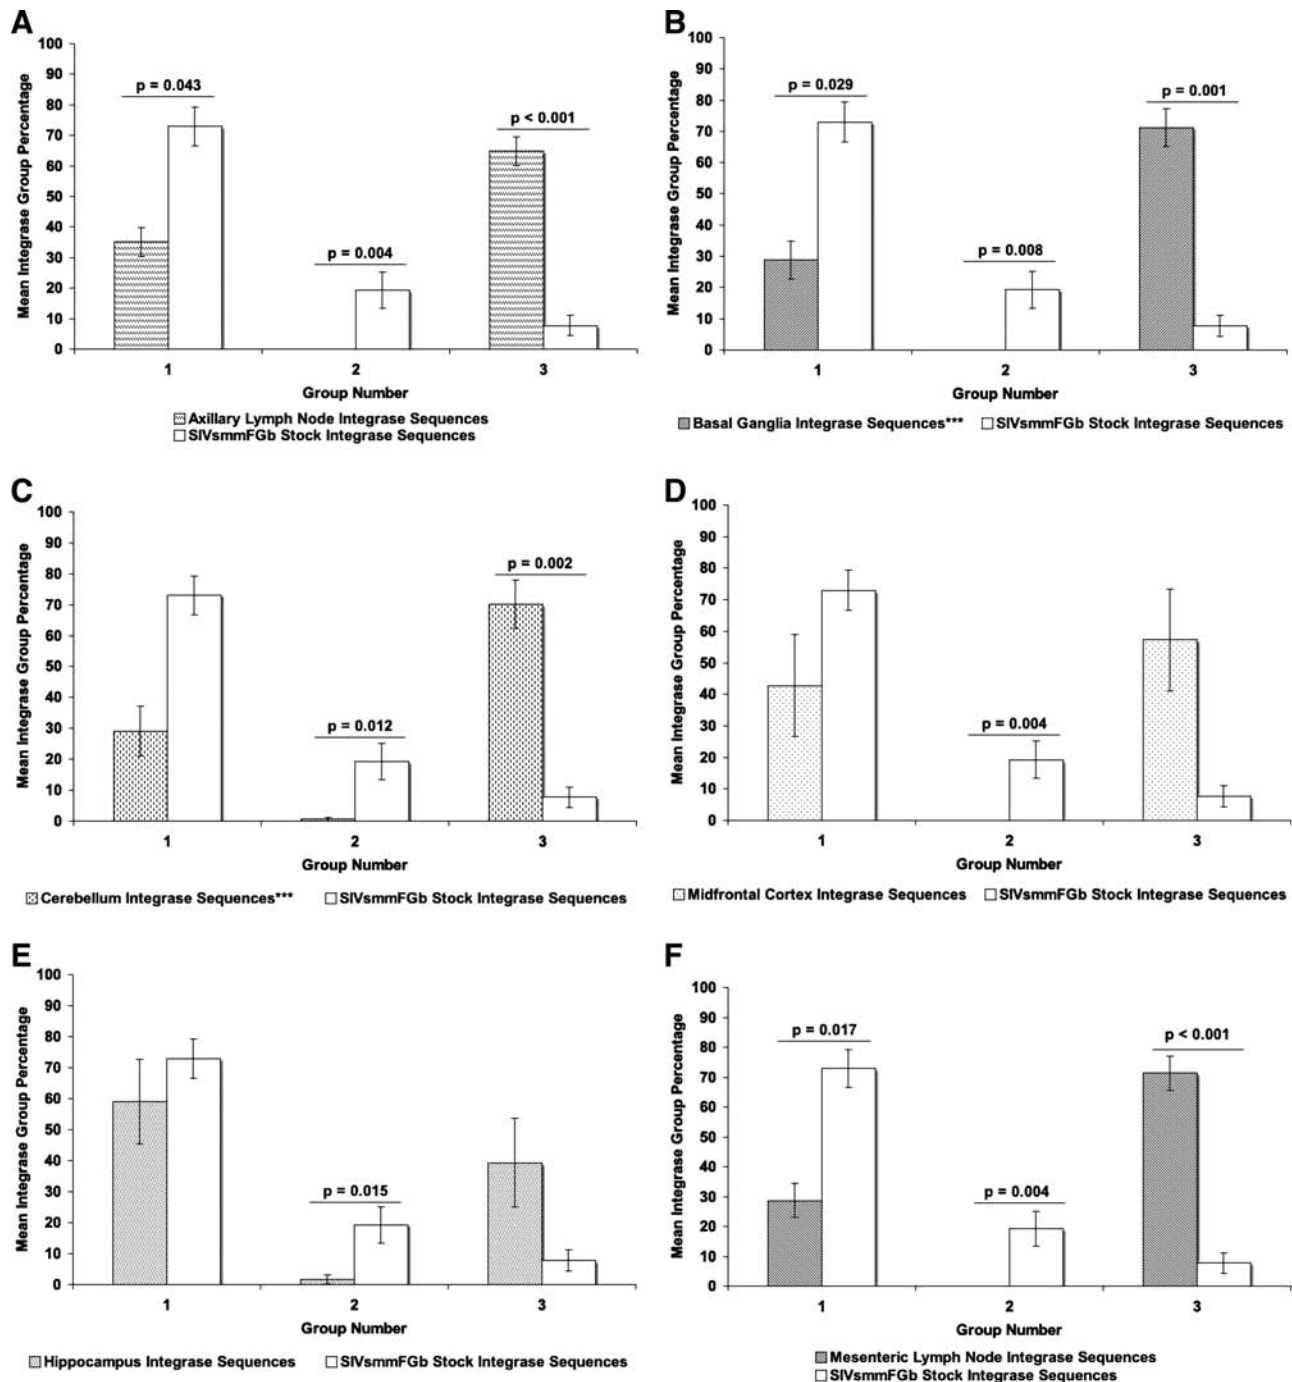 A
Mean Integrase Group Percentage
100
90
80
70
60
50
40
30
20
10
0
p = 0.043
p = 0.004
p < 0.001
1
2
3
Group Number
Axillary Lymph Node Integrase Sequences
SIVsmmFGb Stock Integrase Sequences
B
Mean Integrase Group Percentage
100
90
80
70
60
50
40
30
20
10
0
p = 0.029
p = 0.008
p = 0.001
1
2
3
Group Number
Basal Ganglia Integrase Sequences*** SIVsmmFGb Stock Integrase Sequences
C
Mean Integrase Group Percentage
100
90
80
70
60
50
40
30
20
10
0
p = 0.012
p = 0.002
1
2
3
Group Number
Cerebellum Integrase Sequences*** SIVsmmFGb Stock Integrase Sequences
D
Mean Integrase Group Percentage
100
90
80
70
60
50
40
30
20
10
0
p = 0.004
1
2
3
Group Number
Midfrontal Cortex Integrase Sequences SIVsmmFGb Stock Integrase Sequences
E
Mean Integrase Group Percentage
100
90
80
70
60
50
40
30
20
10
0
p = 0.015
1
2
3
Group Number
Hippocampus Integrase Sequences SIVsmmFGb Stock Integrase Sequences
F
Mean Integrase Group Percentage
100
90
80
70
60
50
40
30
20
10
0
p = 0.017
p = 0.004
p < 0.001
1
2
3
Group Number
Mesenteric Lymph Node Integrase Sequences
SIVsmmFGb Stock Integrase Sequences